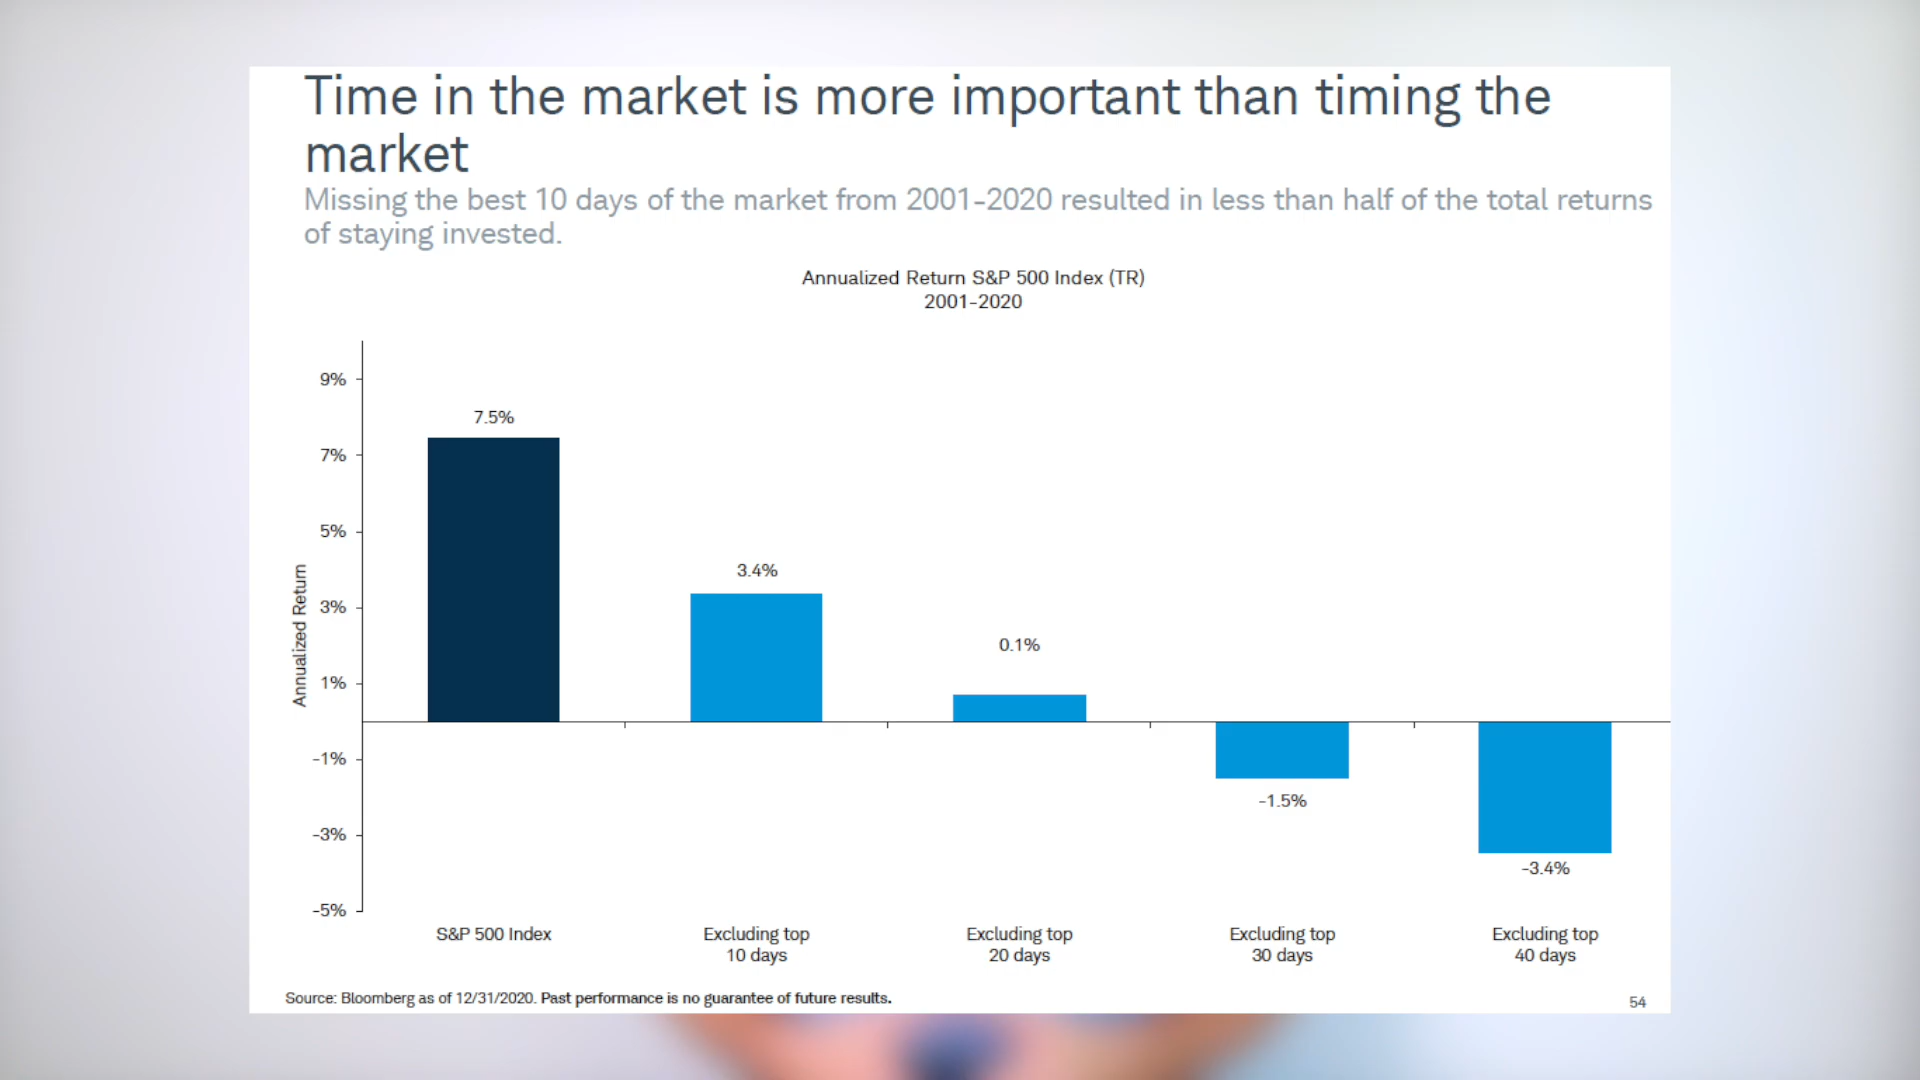 Time in the market is more important than timing the
market
Missing the best 10 days of the market from 2001-2020 resulted in less than half of the total returns
of staying invested.
Annualized Return S&P 500 Index (TR)
2001-2020
9%
7%
5%
3%
1%
-1%
-3%
-5%
Annualized Return
7.5%
3.4%
0.1%
-1.5%
-3.4%
S&P 500 Index
Excluding top
10 days
Excluding top
20 days
Excluding top
30 days
Excluding top
40 days
Source: Bloomberg as of 12/31/2020. Past performance is no guarantee of future results.
54